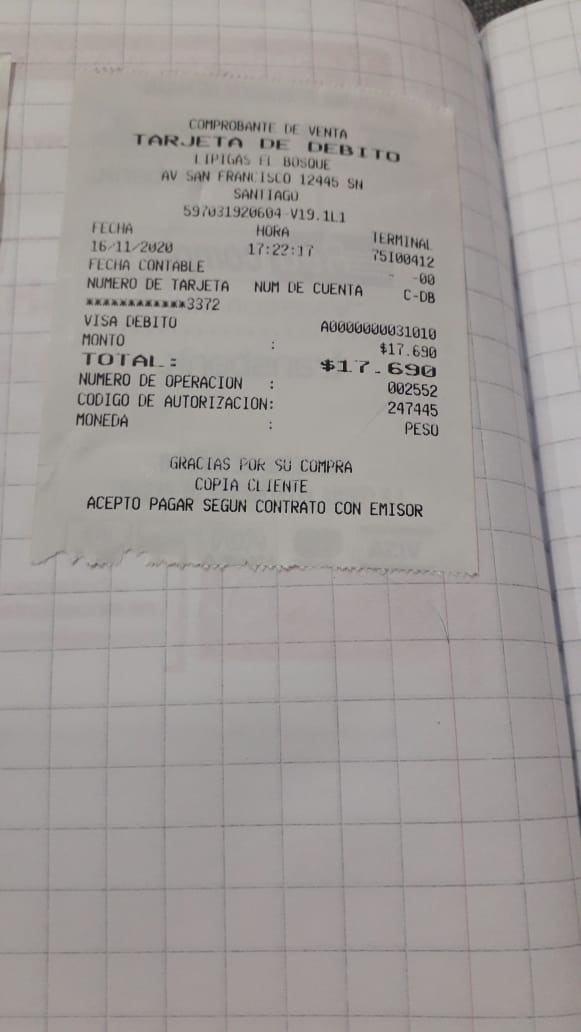 COMPROBANTE DE VENTA
TARJETA DE DEBITO
LIPIGAS EL BOSQUE
AV SAN FRANCISCO 12445 SN
SANTIAGO
597031920604-V19.1L1
FECHA HORA TERMINAL
16/11/2020 17:22:17 75100412
FECHA CONTABLE - -00
NUMERO DE TARJETA NUM DE CUENTA C-DB
************3372
VISA DEBITO A0000000031010
MONTO : $17.690
TOTAL: $17.690
NUMERO DE OPERACION : 002552
CODIGO DE AUTORIZACION: 247445
MONEDA : PESO
GRACIAS POR SU COMPRA
COPIA CLIENTE
ACEPTO PAGAR SEGUN CONTRATO CON EMISOR